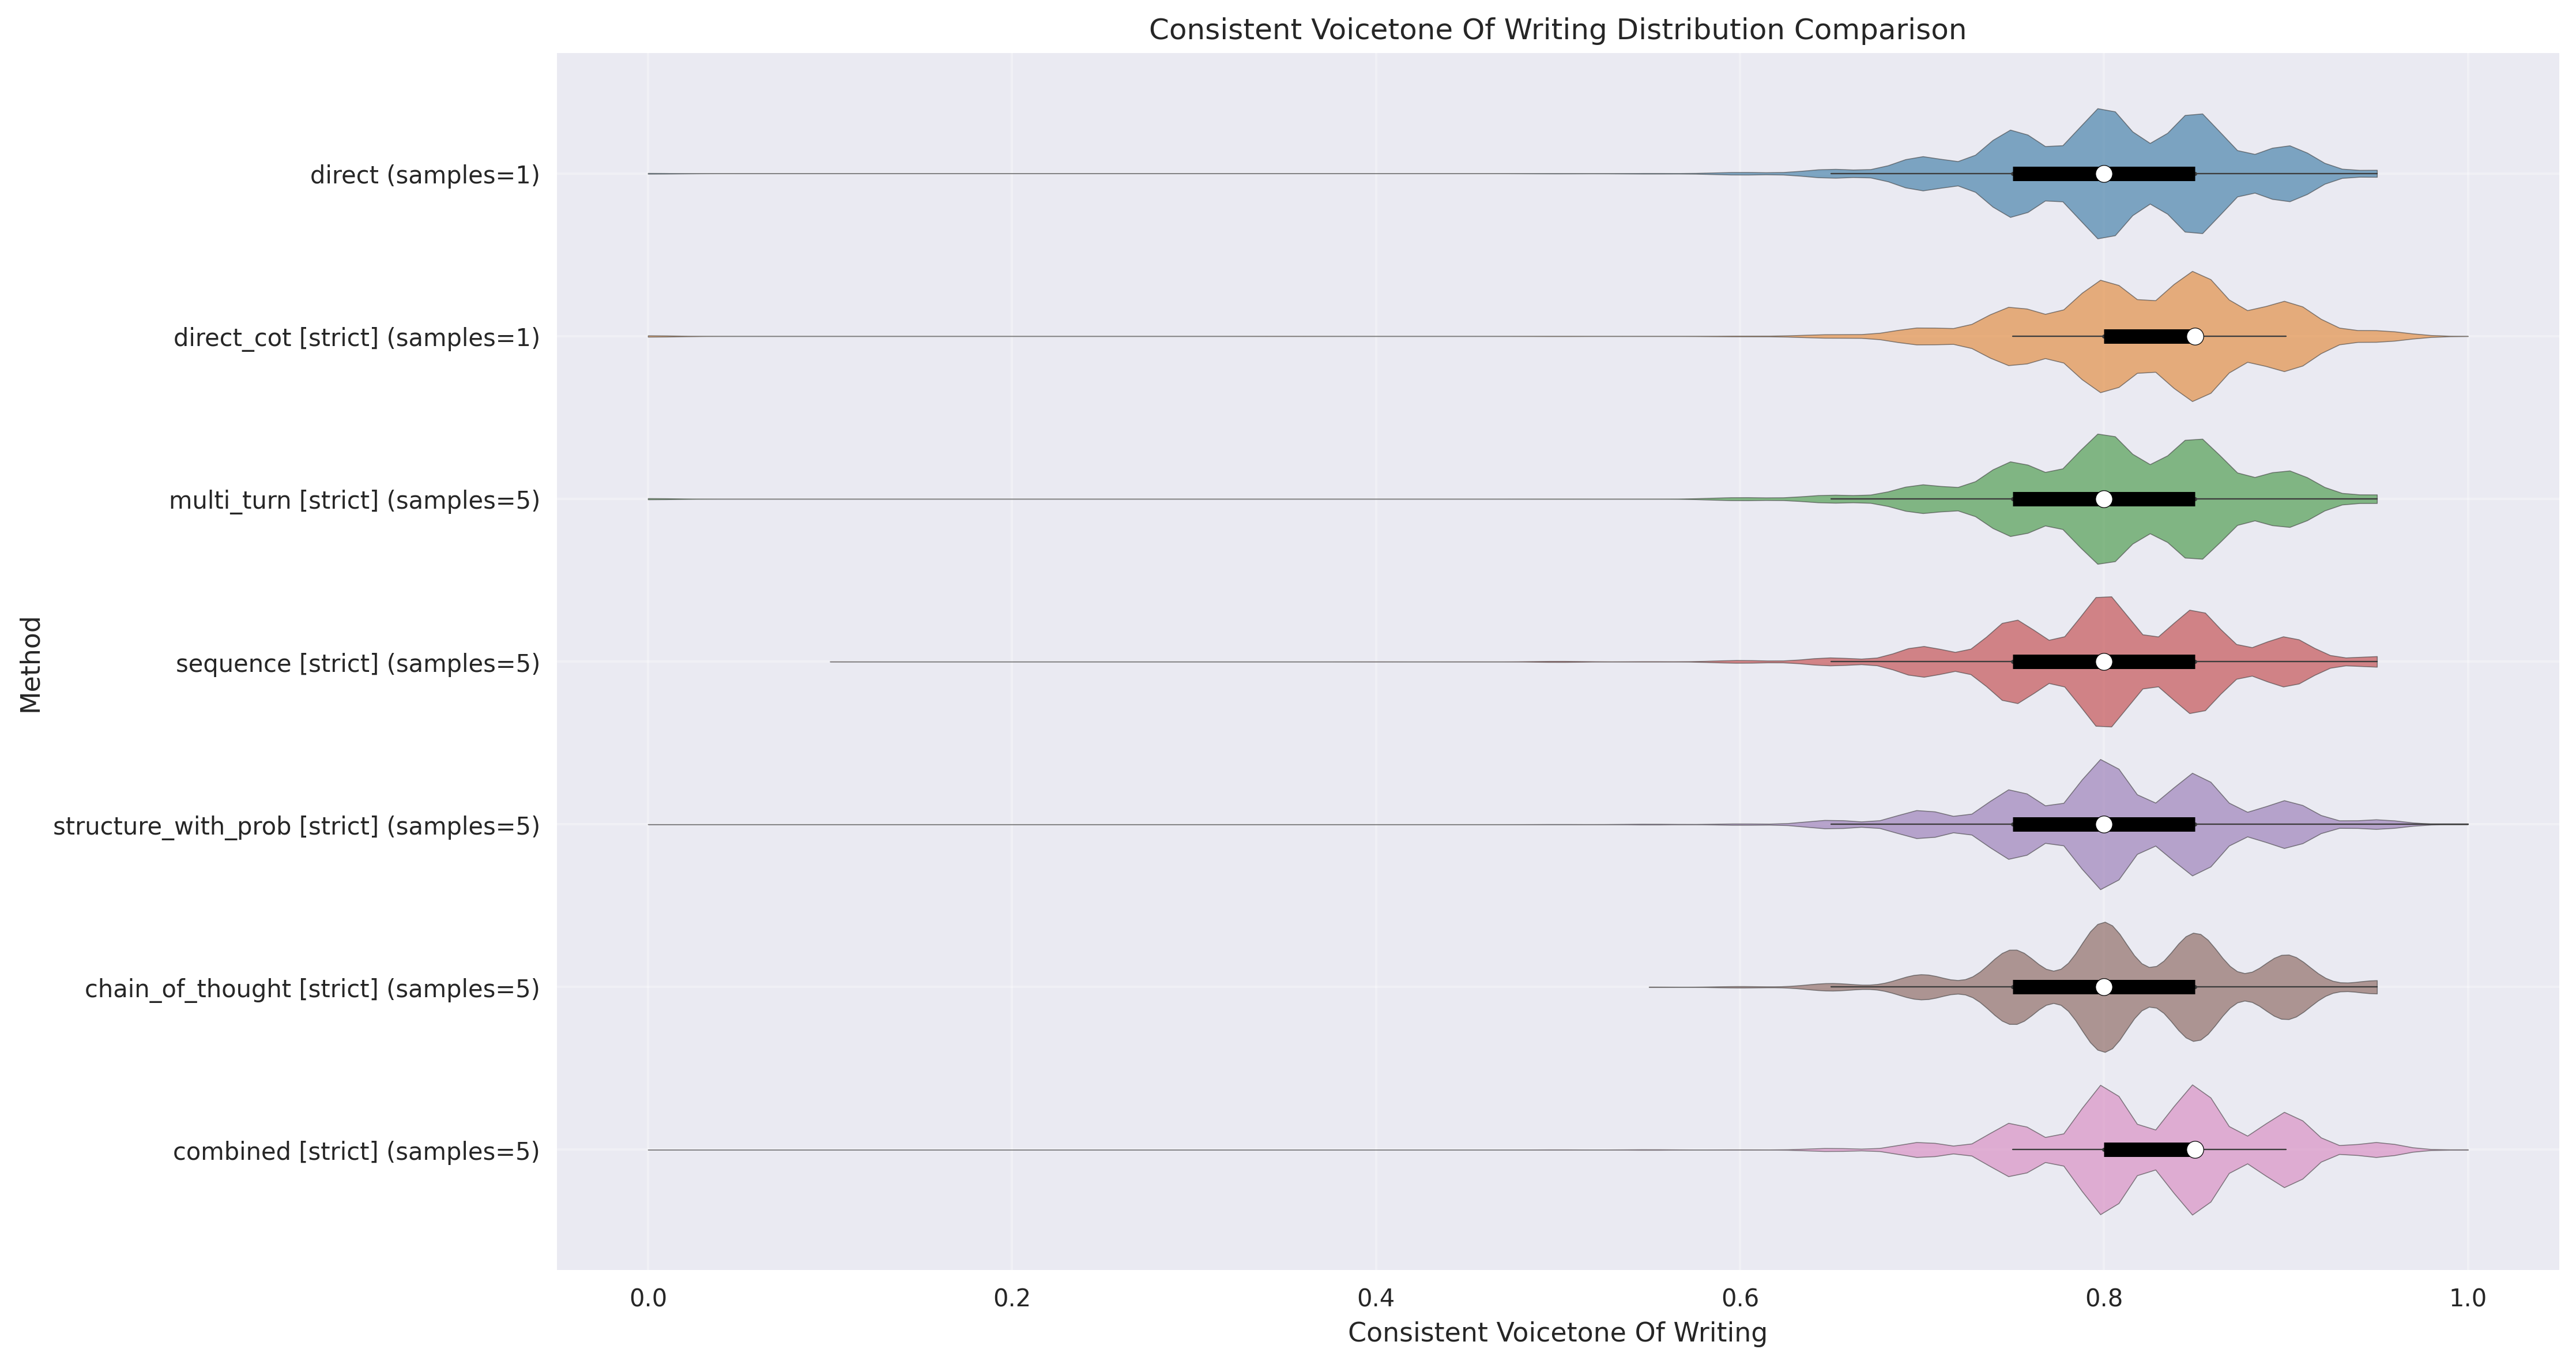 Consistent Voicetone Of Writing Distribution Comparison
Method
direct (samples=1)
direct_cot [strict] (samples=1)
multi_turn [strict] (samples=5)
sequence [strict] (samples=5)
structure_with_prob [strict] (samples=5)
chain_of_thought [strict] (samples=5)
combined [strict] (samples=5)
0.0 0.2 0.4 0.6 0.8 1.0
Consistent Voicetone Of Writing